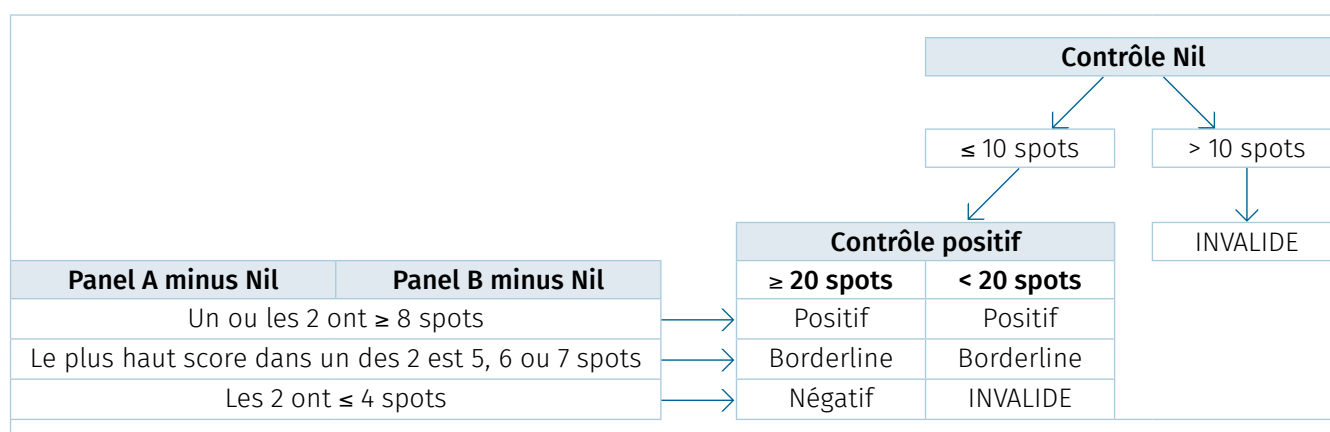 Contrôle Nil
≤ 10 spots > 10 spots
Contrôle positif INVALIDE
Panel A minus Nil Panel B minus Nil ≥ 20 spots < 20 spots
Un ou les 2 ont ≥ 8 spots Positif Positif
Le plus haut score dans un des 2 est 5, 6 ou 7 spots Borderline Borderline
Les 2 ont ≤ 4 spots Négatif INVALIDE